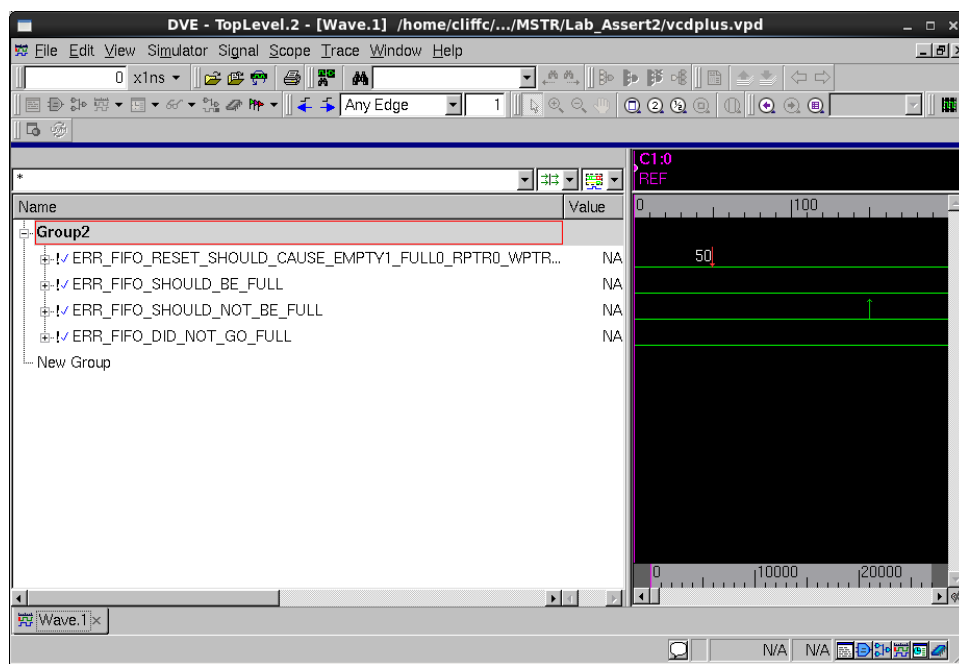 DVE - TopLevel.2 - [Wave.1] /home/cliffc/.../MSTR/Lab_Assert2/vcdplus.vpd
File Edit View Simulator Signal Scope Trace Window Help
0 x1ns
Any Edge 1
C1:0
REF
*
Name Value
0 100
Group2
ERR_FIFO_RESET_SHOULD_CAUSE_EMPTY1_FULL0_RPTR0_WPTR... NA
50
ERR_FIFO_SHOULD_BE_FULL NA
ERR_FIFO_SHOULD_NOT_BE_FULL NA
ERR_FIFO_DID_NOT_GO_FULL NA
New Group
0 10000 20000
Wave.1
N/A N/A